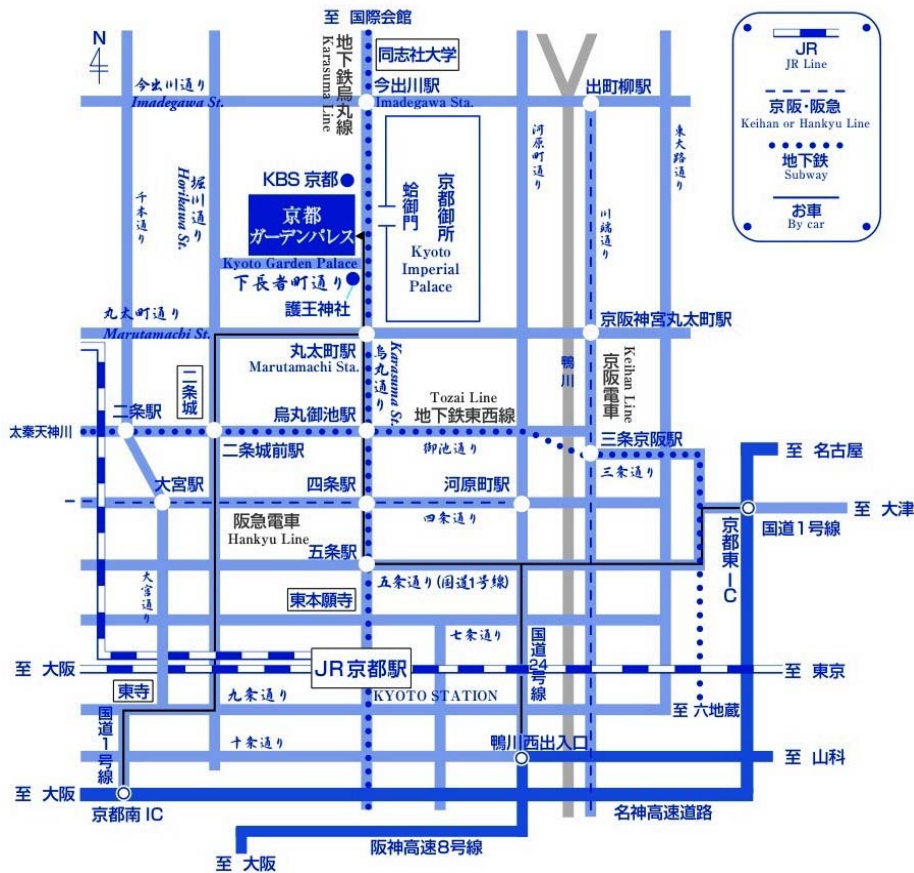 至 国際会館
N
地下鉄烏丸線
Karasuma Line
同志社大学
JR
JR Line
京阪・阪急
Keihan or Hankyu Line
地下鉄
Subway
お車
By car
今出川通り
Imadegawa St.
今出川駅
Imadegawa Sta.
出町柳駅
千本通り
堀川通り
Horikawa St.
河原町通り
東大路通り
川端通り
KBS 京都
京都
ガーデンパレス
Kyoto Garden Palace
蛤御門
京都御所
Kyoto
Imperial
Palace
下長者町通り
護王神社
丸太町通り
Marutamachi St.
丸太町駅
Marutamachi Sta.
京阪神宮丸太町駅
烏丸通り
Karasuma St.
鴨川
京阪電車
Keihan Line
二条城
Tozai Line
地下鉄東西線
太秦天神川
二条駅
二条城前駅
烏丸御池駅
御池通り
三条京阪駅
三条通り
至 名古屋
大宮駅
四条駅
河原町駅
四条通り
阪急電車
Hankyu Line
京都東IC
国道1号線
至 大津
五条駅
五条通り(国道1号線)
大宮通り
東本願寺
七条通り
国道24号線
至 大阪
JR京都駅
KYOTO STATION
至 東京
東寺
九条通り
至 六地蔵
国道1号線
十条通り
鴨川西出入口
至 山科
至 大阪
京都南IC
名神高速道路
阪神高速8号線
至 大阪